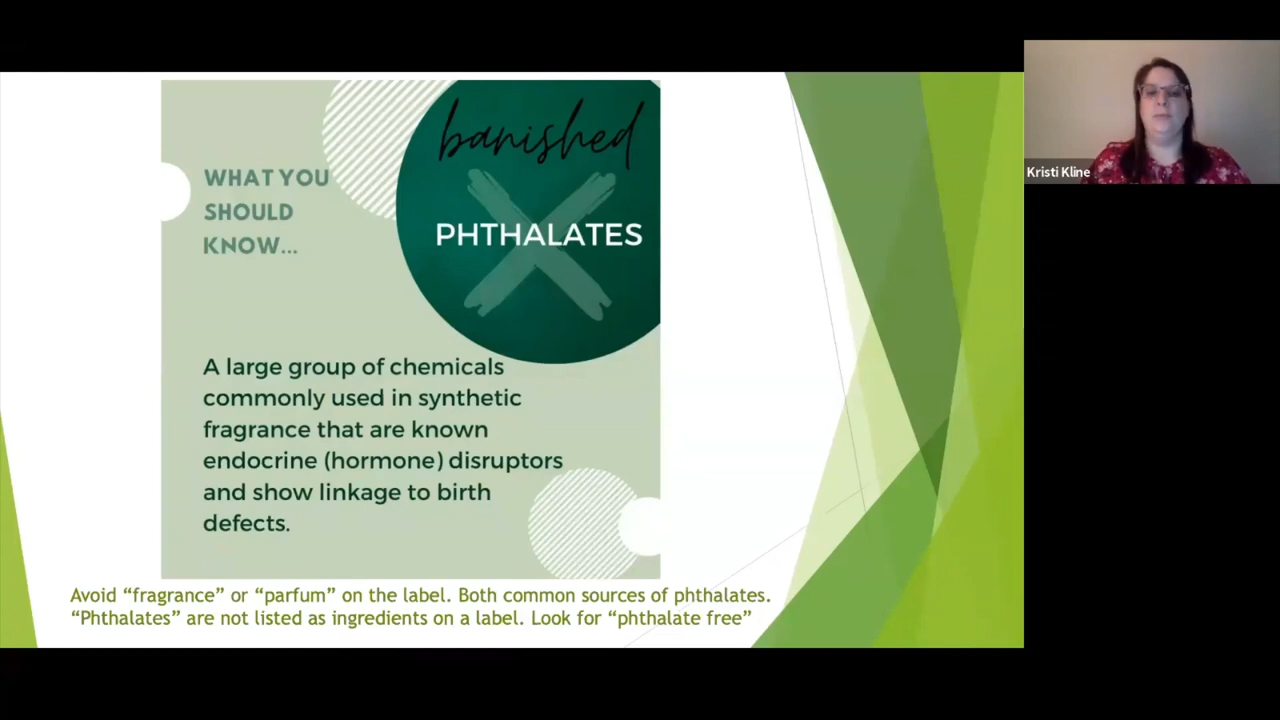 banished
WHAT YOU
SHOULD
KNOW...
PHTHALATES
A large group of chemicals
commonly used in synthetic
fragrance that are known
endocrine (hormone) disruptors
and show linkage to birth
defects.
Avoid “fragrance” or “parfum” on the label. Both common sources of phthalates.
“Phthalates” are not listed as ingredients on a label. Look for “phthalate free”
Kristi Kline